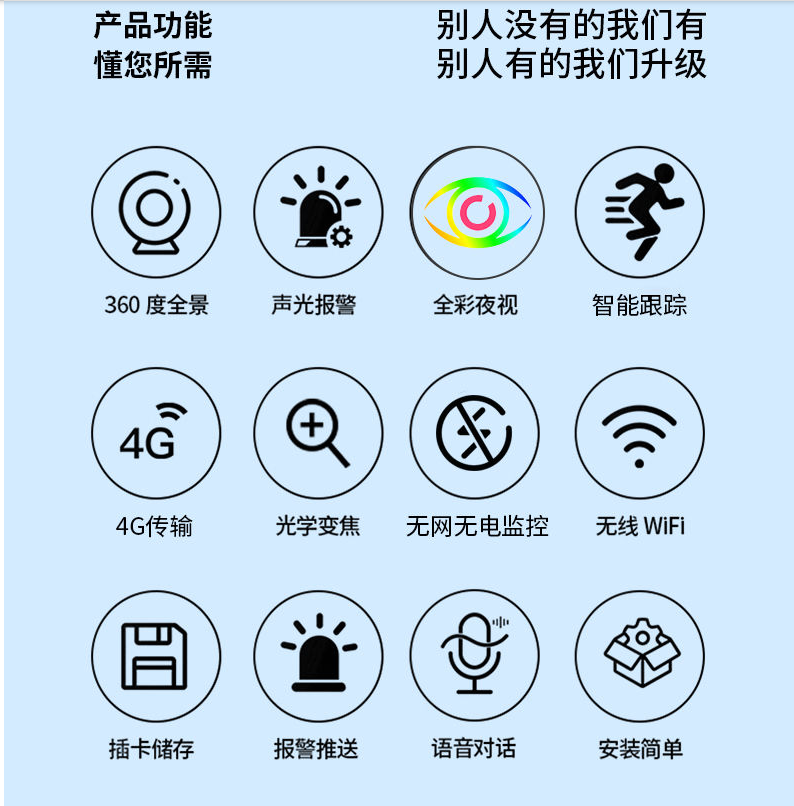 产品功能
懂您所需
别人没有的我们有
别人有的我们升级
360 度全景
声光报警
全彩夜视
智能跟踪
4G
4G传输
光学变焦
无网无电监控
无线 WiFi
插卡储存
报警推送
语音对话
安装简单